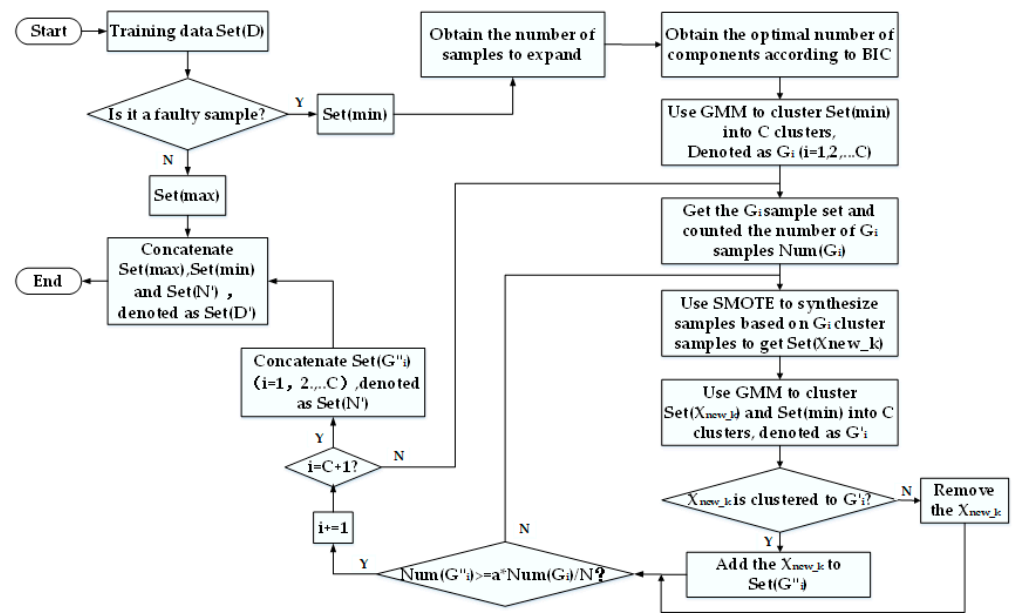 Start
Training data Set(D)
Is it a faulty sample?
Y
Set(min)
N
Set(max)
Concatenate
Set(max),Set(min)
and Set(N') ,
denoted as Set(D')
End
Obtain the number of
samples to expand
Obtain the optimal number of
components according to BIC
Use GMM to cluster Set(min)
into C clusters,
Denoted as Gi (i=1,2,...C)
Get the Gi sample set and
counted the number of Gi
samples Num(Gi)
Use SMOTE to synthesize
samples based on Gi cluster
samples to get Set(Xnew_k)
Use GMM to cluster
Set(Xnew_k) and Set(min) into C
clusters, denoted as G'i
Xnew_k is clustered to G'i?
N
Remove
the Xnew_k
Y
Add the Xnew_k to
Set(G"i)
Num(G"i)>=a*Num(Gi)/N?
N
Y
i+=1
i=C+1?
N
Y
Concatenate Set(G"i)
(i=1, 2.,..C) ,denoted
as Set(N')